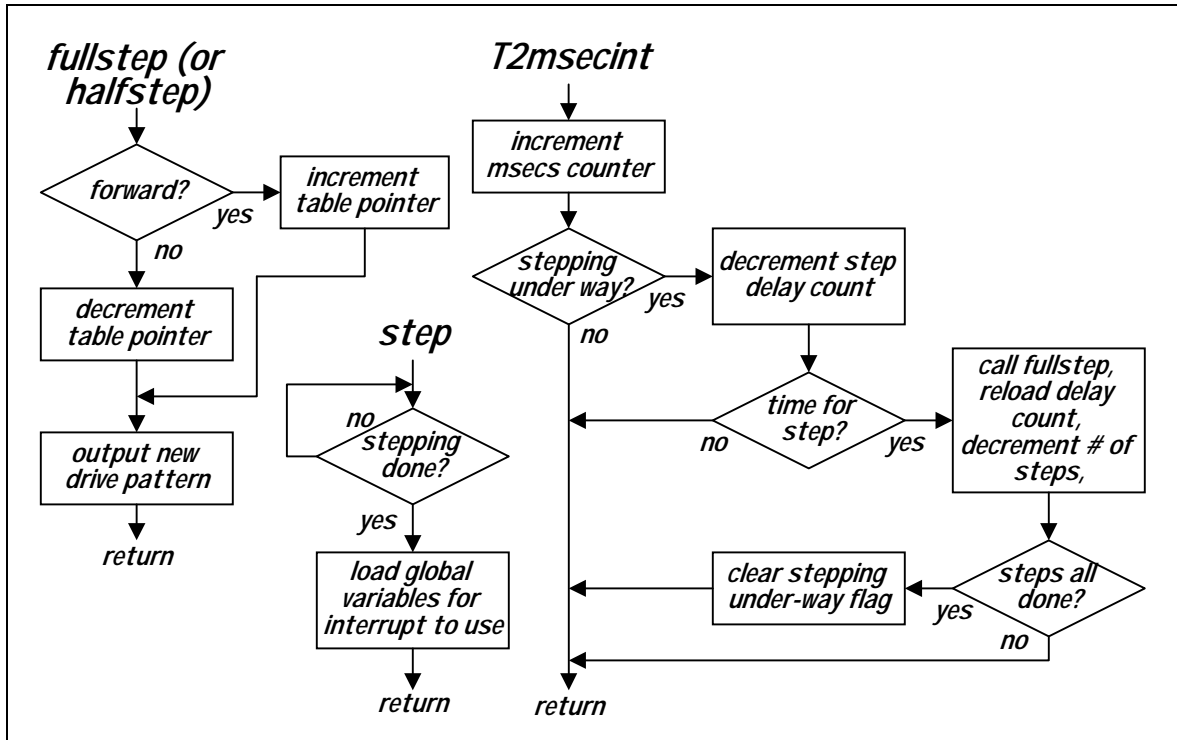 fullstep (or
halfstep)
forward?
yes
no
increment
table pointer
decrement
table pointer
output new
drive pattern
return
step
no
stepping
done?
yes
load global
variables for
interrupt to use
return
T2msecint
increment
msecs counter
stepping
under way?
yes
no
decrement step
delay count
time for
step?
no
yes
call fullstep,
reload delay
count,
decrement # of
steps,
steps all
done?
yes
no
clear stepping
under-way flag
return